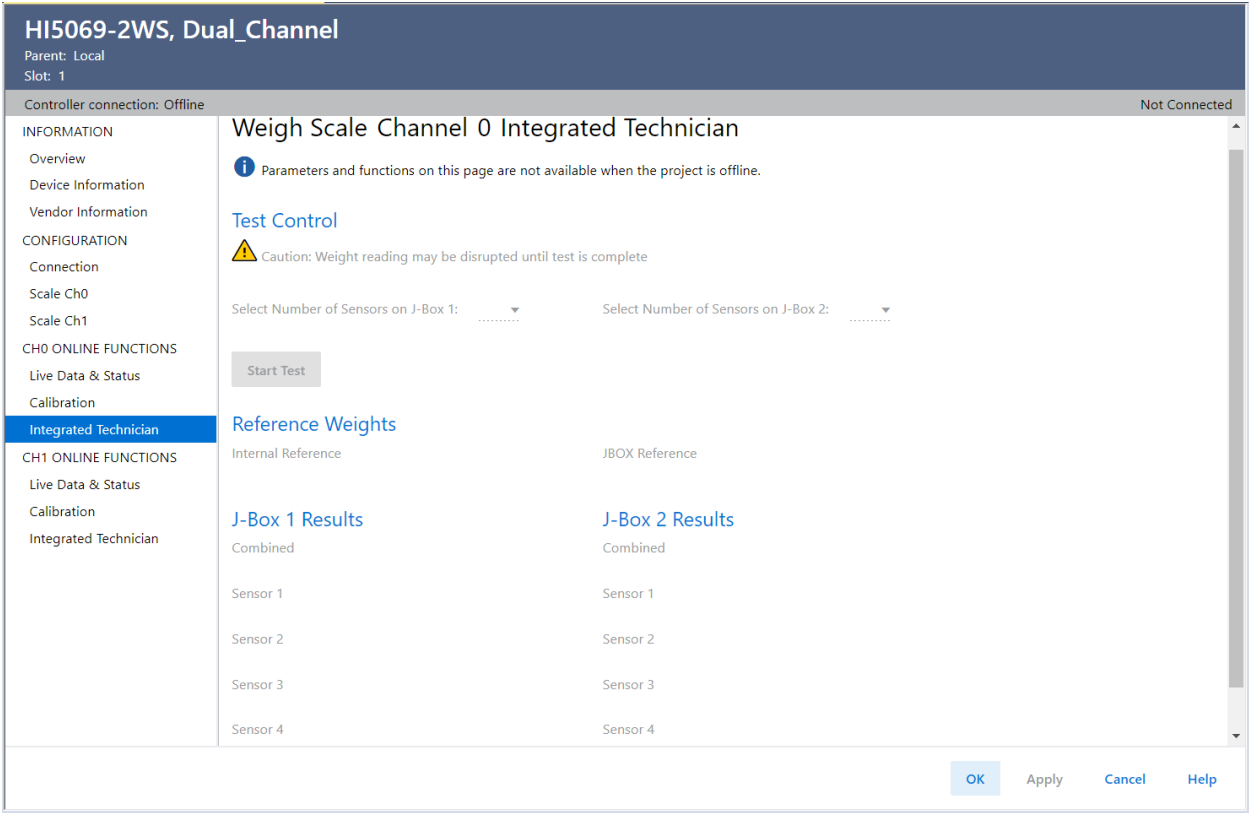 HI5069-2WS, Dual_Channel
Parent: Local
Slot: 1
Controller connection: Offline
Not Connected
INFORMATION
Overview
Device Information
Vendor Information
CONFIGURATION
Connection
Scale Ch0
Scale Ch1
CH0 ONLINE FUNCTIONS
Live Data & Status
Calibration
Integrated Technician
CH1 ONLINE FUNCTIONS
Live Data & Status
Calibration
Integrated Technician
Weigh Scale Channel 0 Integrated Technician
Parameters and functions on this page are not available when the project is offline.
Test Control
Caution: Weight reading may be disrupted until test is complete
Select Number of Sensors on J-Box 1:
Select Number of Sensors on J-Box 2:
Start Test
Reference Weights
Internal Reference
JBOX Reference
J-Box 1 Results
Combined
Sensor 1
Sensor 2
Sensor 3
Sensor 4
J-Box 2 Results
Combined
Sensor 1
Sensor 2
Sensor 3
Sensor 4
OK
Apply
Cancel
Help